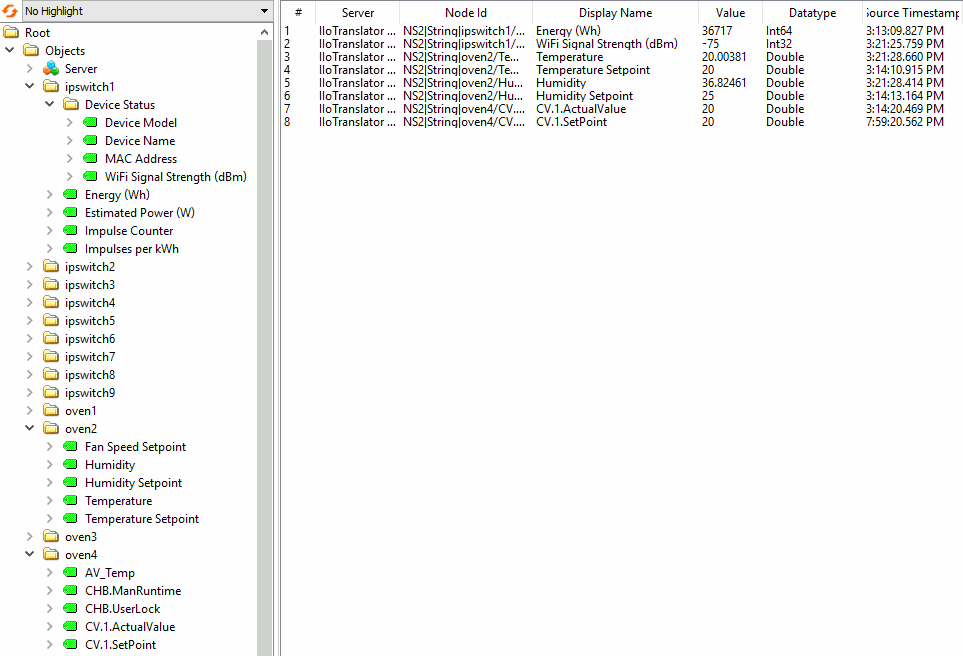 No Highlight
Root
Objects
Server
ipswitch1
Device Status
Device Model
Device Name
MAC Address
WiFi Signal Strength (dBm)
Energy (Wh)
Estimated Power (W)
Impulse Counter
Impulses per kWh
ipswitch2
ipswitch3
ipswitch4
ipswitch5
ipswitch6
ipswitch7
ipswitch8
ipswitch9
oven1
oven2
Fan Speed Setpoint
Humidity
Humidity Setpoint
Temperature
Temperature Setpoint
oven3
oven4
AV_Temp
CHB.ManRuntime
CHB.UserLock
CV.1.ActualValue
CV.1.SetPoint
# Server Node Id Display Name Value Datatype Source Timestamp
1 IIoTranslator ... NS2|String|ipswitch1/... Energy (Wh) 36717 Int64 3:13:09.827 PM
2 IIoTranslator ... NS2|String|ipswitch1/... WiFi Signal Strength (dBm) -75 Int32 3:21:25.759 PM
3 IIoTranslator ... NS2|String|oven2/Te... Temperature 20.00381 Double 3:21:28.660 PM
4 IIoTranslator ... NS2|String|oven2/Te... Temperature Setpoint 20 Double 3:14:10.915 PM
5 IIoTranslator ... NS2|String|oven2/Hu... Humidity 36.82461 Double 3:21:28.414 PM
6 IIoTranslator ... NS2|String|oven2/Hu... Humidity Setpoint 25 Double 3:14:13.164 PM
7 IIoTranslator ... NS2|String|oven4/CV.... CV.1.ActualValue 20 Double 3:14:20.469 PM
8 IIoTranslator ... NS2|String|oven4/CV.... CV.1.SetPoint 20 Double 7:59:20.562 PM